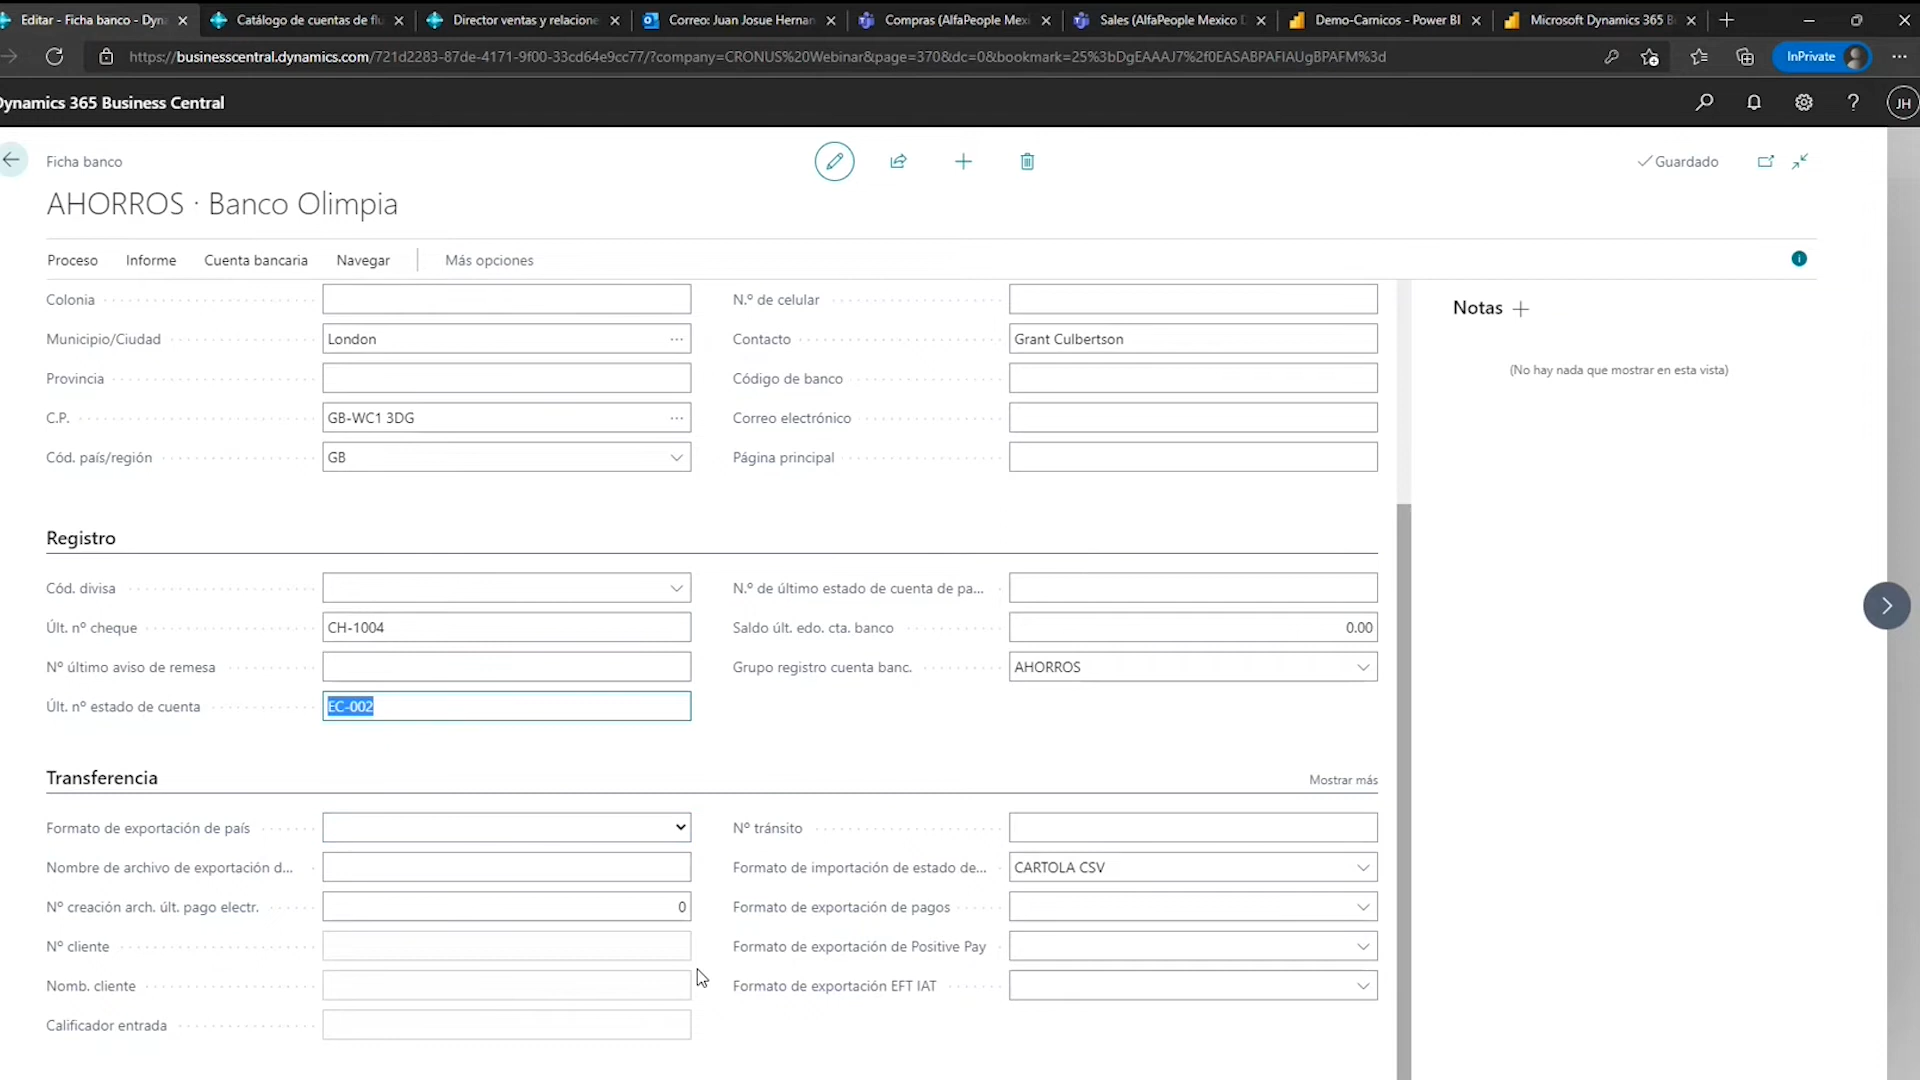 Editar - Ficha banco - Dyna
Catálogo de cuentas de flu
Director ventas y relaciones
Correo: Juan Josue Hernan
Compras (AlfaPeople Mexi
Sales (AlfaPeople Mexico D
Demo-Carnicos - Power BI
Microsoft Dynamics 365 B
https://businesscentral.dynamics.com/721d2283-87de-4171-9f00-33cd64e9cc77/?company=CRONUS%20Webinar&page=370&dc=0&bookmark=25%3bDgEAAAJ7%2f0EASABPAFIAUgBPAFM%3d
InPrivate
Dynamics 365 Business Central
JH
Ficha banco
Guardado
AHORROS · Banco Olimpia
Proceso Informe Cuenta bancaria Navegar Más opciones
Colonia
N.º de celular
Notas
Municipio/Ciudad London
Contacto Grant Culbertson
(No hay nada que mostrar en esta vista)
Provincia
Código de banco
C.P. GB-WC1 3DG
Correo electrónico
Cód. país/región GB
Página principal
Registro
Cód. divisa
N.º de último estado de cuenta de pa...
Últ. nº cheque CH-1004
Saldo últ. edo. cta. banco 0.00
Nº último aviso de remesa
Grupo registro cuenta banc. AHORROS
Últ. nº estado de cuenta EC-002
Transferencia
Mostrar más
Formato de exportación de país
Nº tránsito
Nombre de archivo de exportación d...
Formato de importación de estado de... CARTOLA CSV
Nº creación arch. últ. pago electr. 0
Formato de exportación de pagos
Nº cliente
Formato de exportación de Positive Pay
Nomb. cliente
Formato de exportación EFT IAT
Calificador entrada